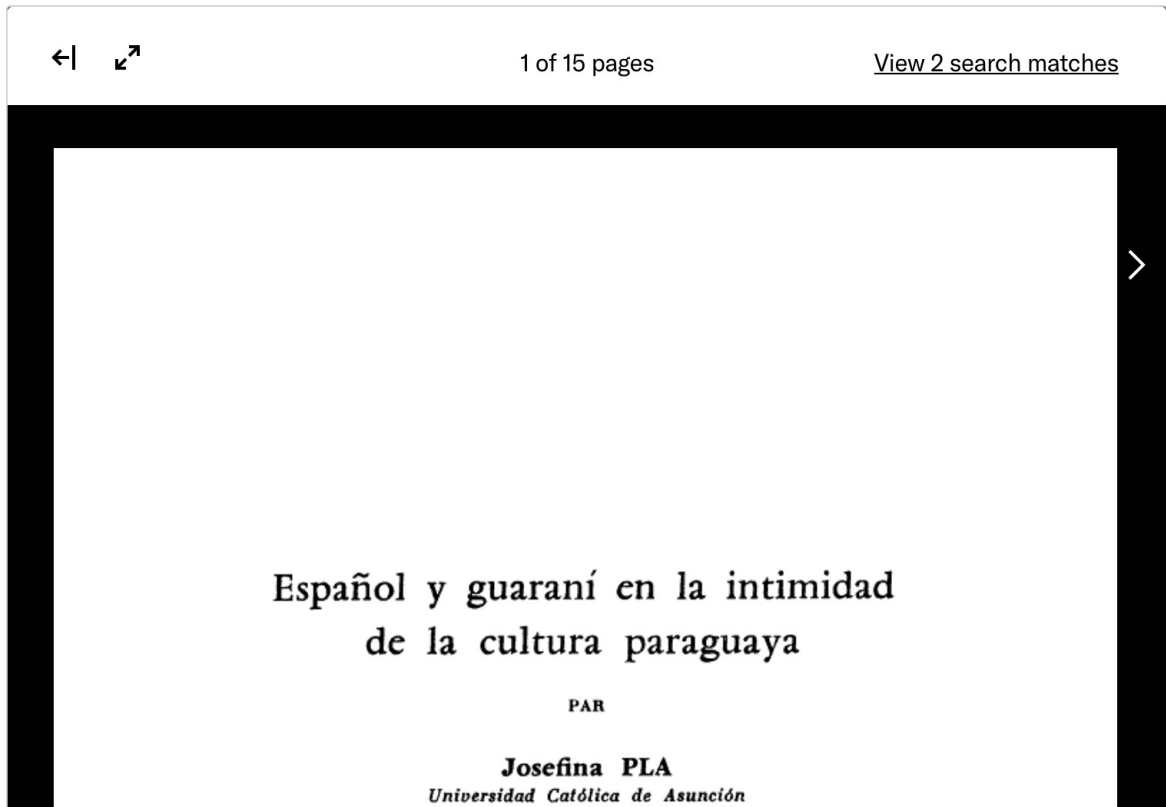 1 of 15 pages
View 2 search matches
Español y guaraní en la intimidad
de la cultura paraguaya
PAR
Josefina PLA
Universidad Católica de Asunción